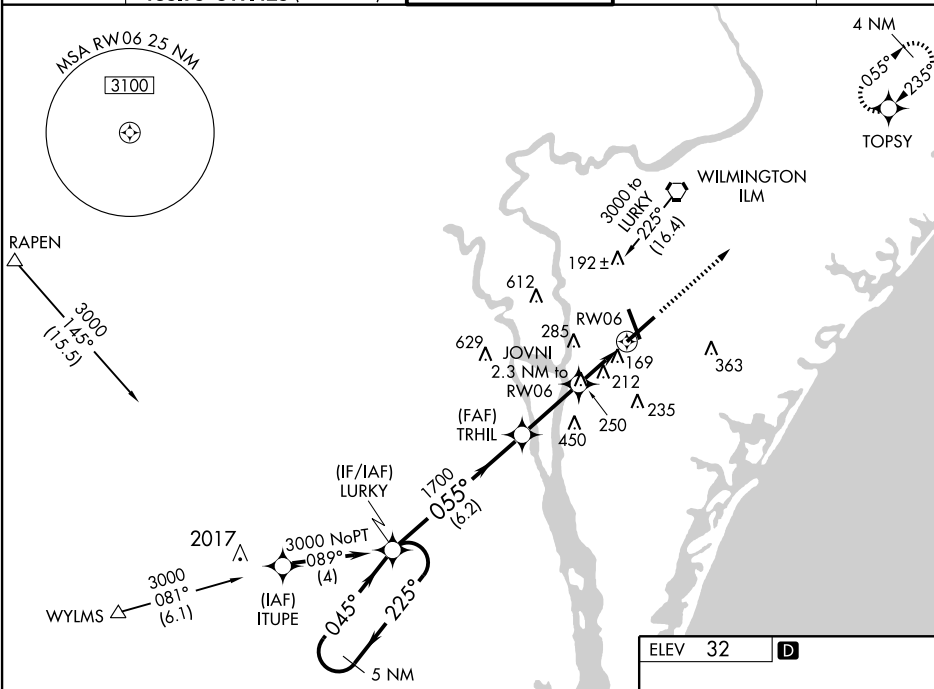 MSA RW06 25 NM
3100
4 NM
055°
235°
TOPSY
WILMINGTON
ILM
3000 to
LURKY
225°
(16.4)
RAPEN
3000
145°
(15.5)
192±
612
RW06
285
629
JOVNI
2.3 NM to
RW06
169
363
212
235
250
450
(FAF)
TRHIL
(IF/IAF)
LURKY
1700
055°
(6.2)
2017
3000 NoPT
089°
(4)
3000
081°
(6.1)
WYLMS
(IAF)
ITUPE
045°
225°
5 NM
ELEV 32 D